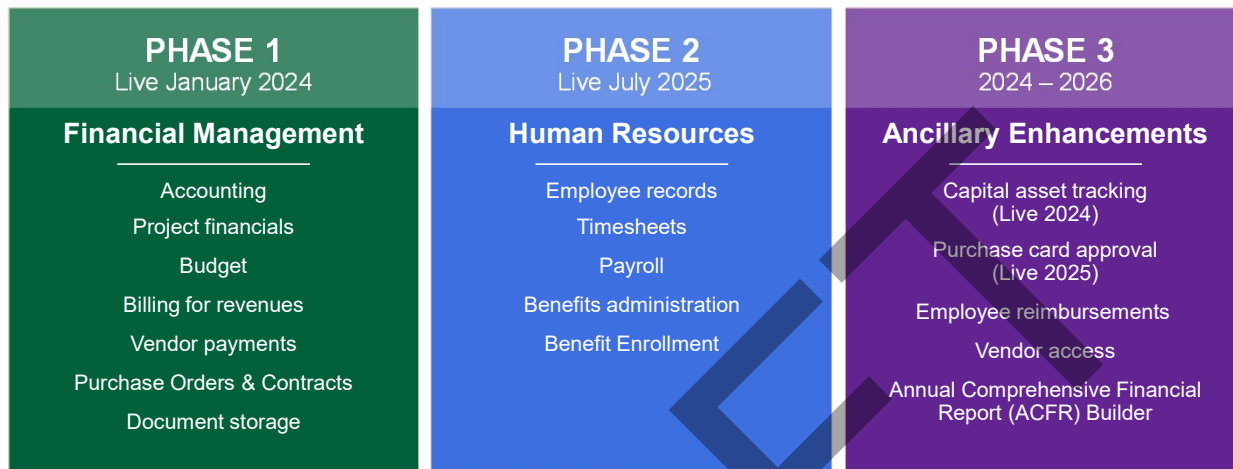 PHASE 1
Live January 2024
Financial Management
Accounting
Project financials
Budget
Billing for revenues
Vendor payments
Purchase Orders & Contracts
Document storage
PHASE 2
Live July 2025
Human Resources
Employee records
Timesheets
Payroll
Benefits administration
Benefit Enrollment
PHASE 3
2024 – 2026
Ancillary Enhancements
Capital asset tracking
(Live 2024)
Purchase card approval
(Live 2025)
Employee reimbursements
Vendor access
Annual Comprehensive Financial
Report (ACFR) Builder